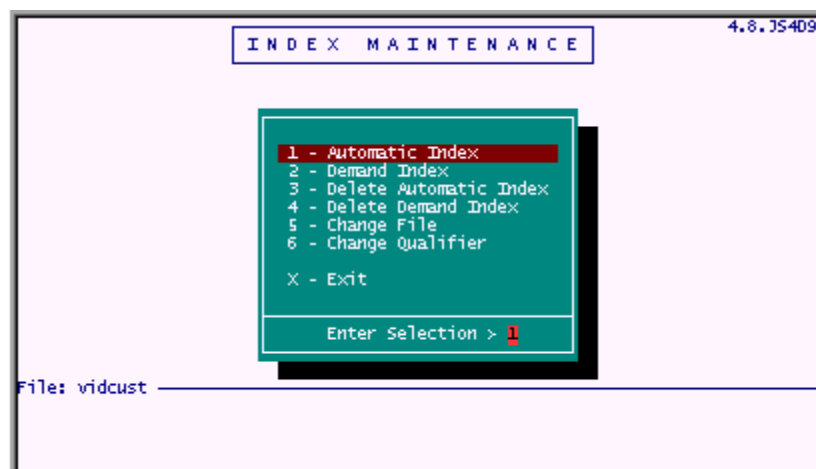 4.8.JS4D9
I N D E X   M A I N T E N A N C E
1 - Automatic Index
2 - Demand Index
3 - Delete Automatic Index
4 - Delete Demand Index
5 - Change File
6 - Change Qualifier
X - Exit
Enter Selection > 1
File: vidcust